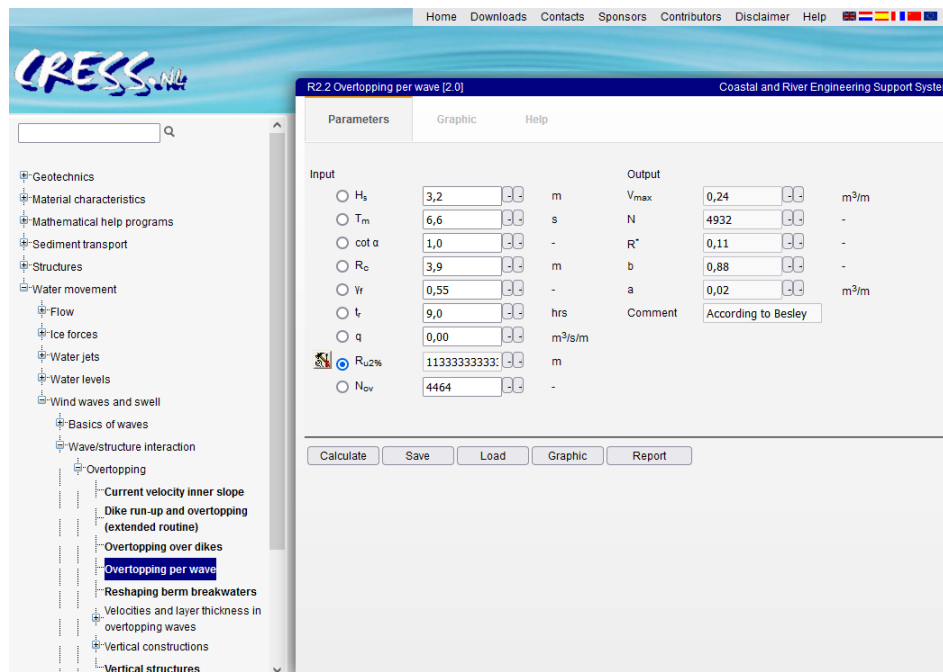 Home Downloads Contacts Sponsors Contributors Disclaimer Help
CRESS.NL
R2.2 Overtopping per wave [2.0] Coastal and River Engineering Support Syste
Parameters Graphic Help
Geotechnics
Material characteristics
Mathematical help programs
Sediment transport
Structures
Water movement
Flow
Ice forces
Water jets
Water levels
Wind waves and swell
Basics of waves
Wave/structure interaction
Overtopping
Current velocity inner slope
Dike run-up and overtopping
(extended routine)
Overtopping over dikes
Overtopping per wave
Reshaping berm breakwaters
Velocities and layer thickness in
overtopping waves
Vertical constructions
Vertical structures
Input Output
Hs 3,2 m Vmax 0,24 m³/m
Tm 6,6 s N 4932 -
cot α 1,0 - R* 0,11 -
Rc 3,9 m b 0,88 -
γf 0,55 - a 0,02 m³/m
tr 9,0 hrs Comment According to Besley
q 0,00 m³/s/m
Ru2% 11333333333 m
Nov 4464 -
Calculate Save Load Graphic Report